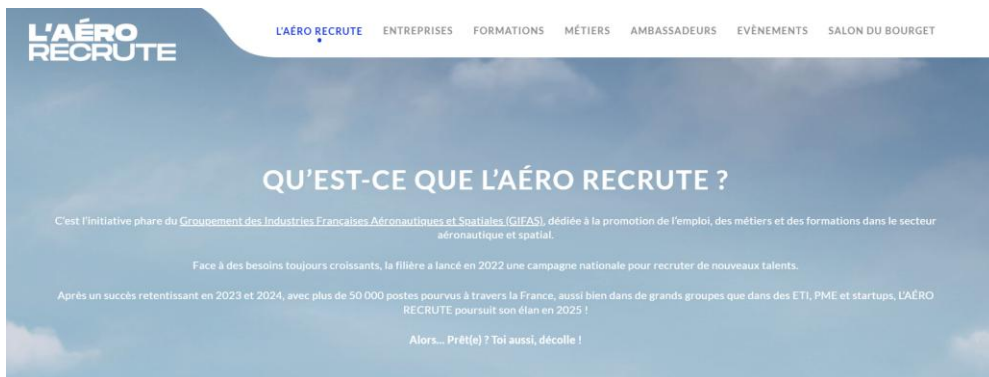 L'AÉRO
RECRUTE
L'AÉRO RECRUTE ENTREPRISES FORMATIONS MÉTIERS AMBASSADEURS EVÈNEMENTS SALON DU BOURGET
QU'EST-CE QUE L'AÉRO RECRUTE ?
C'est l'initiative phare du Groupement des Industries Françaises Aéronautiques et Spatiales (GIFAS), dédiée à la promotion de l'emploi, des métiers et des formations dans le secteur
aéronautique et spatial.
Face à des besoins toujours croissants, la filière a lancé en 2022 une campagne nationale pour recruter de nouveaux talents.
Après un succès retentissant en 2023 et 2024, avec plus de 50 000 postes pourvus à travers la France, aussi bien dans de grands groupes que dans des ETI, PME et startups, L'AÉRO
RECRUTE poursuit son élan en 2025 !
Alors... Prêt(e) ? Toi aussi, décolle !